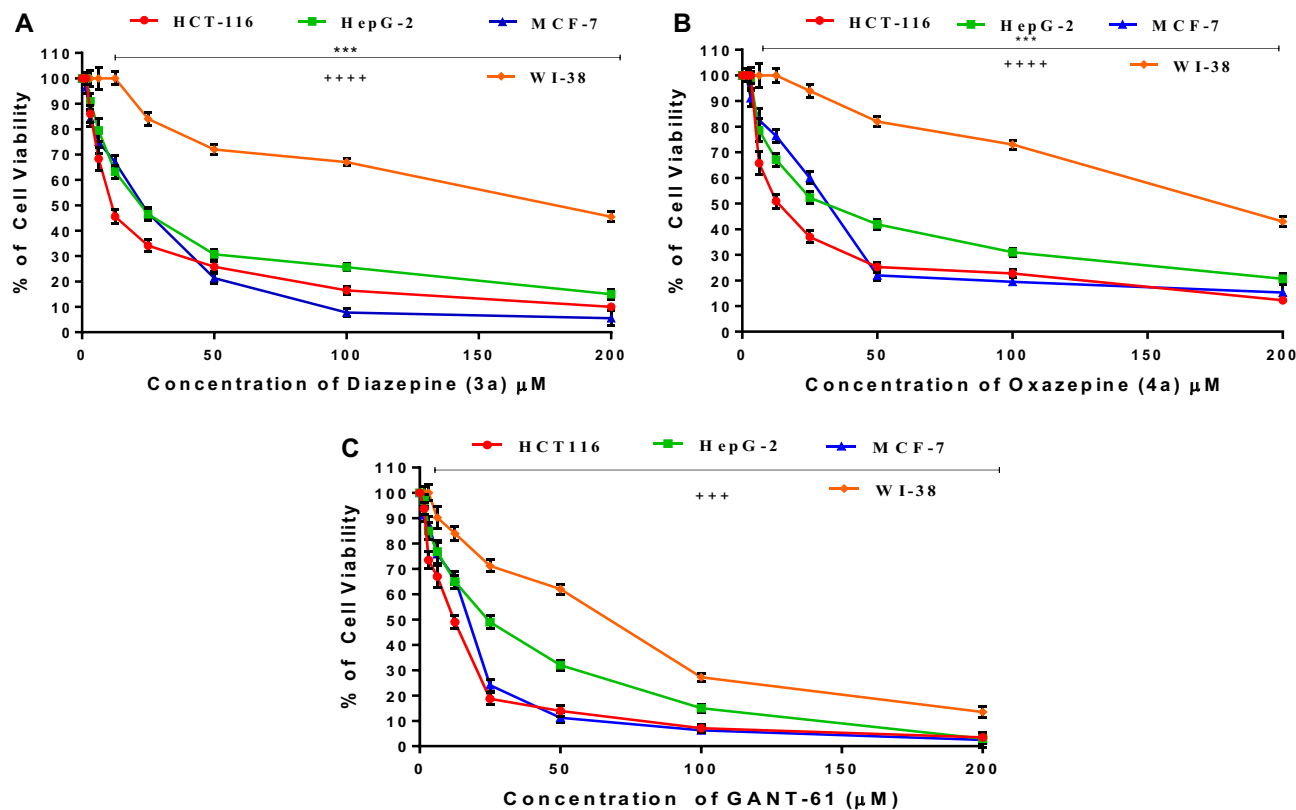 A
HCT-116 HepG-2 MCF-7
***
++++
WI-38
110
100
90
80
70
60
50
40
30
20
10
0
% of Cell Viability
0 50 100 150 200
Concentration of Diazepine (3a) μM
B
HCT-116 HepG-2 MCF-7
***
++++
WI-38
110
100
90
80
70
60
50
40
30
20
10
0
% of Cell Viability
0 50 100 150 200
Concentration of Oxazepine (4a) μM
C
HCT116 HepG-2 MCF-7
+++
WI-38
110
100
90
80
70
60
50
40
30
20
10
0
% of Cell Viability
0 50 100 150 200
Concentration of GANT-61 (μM)